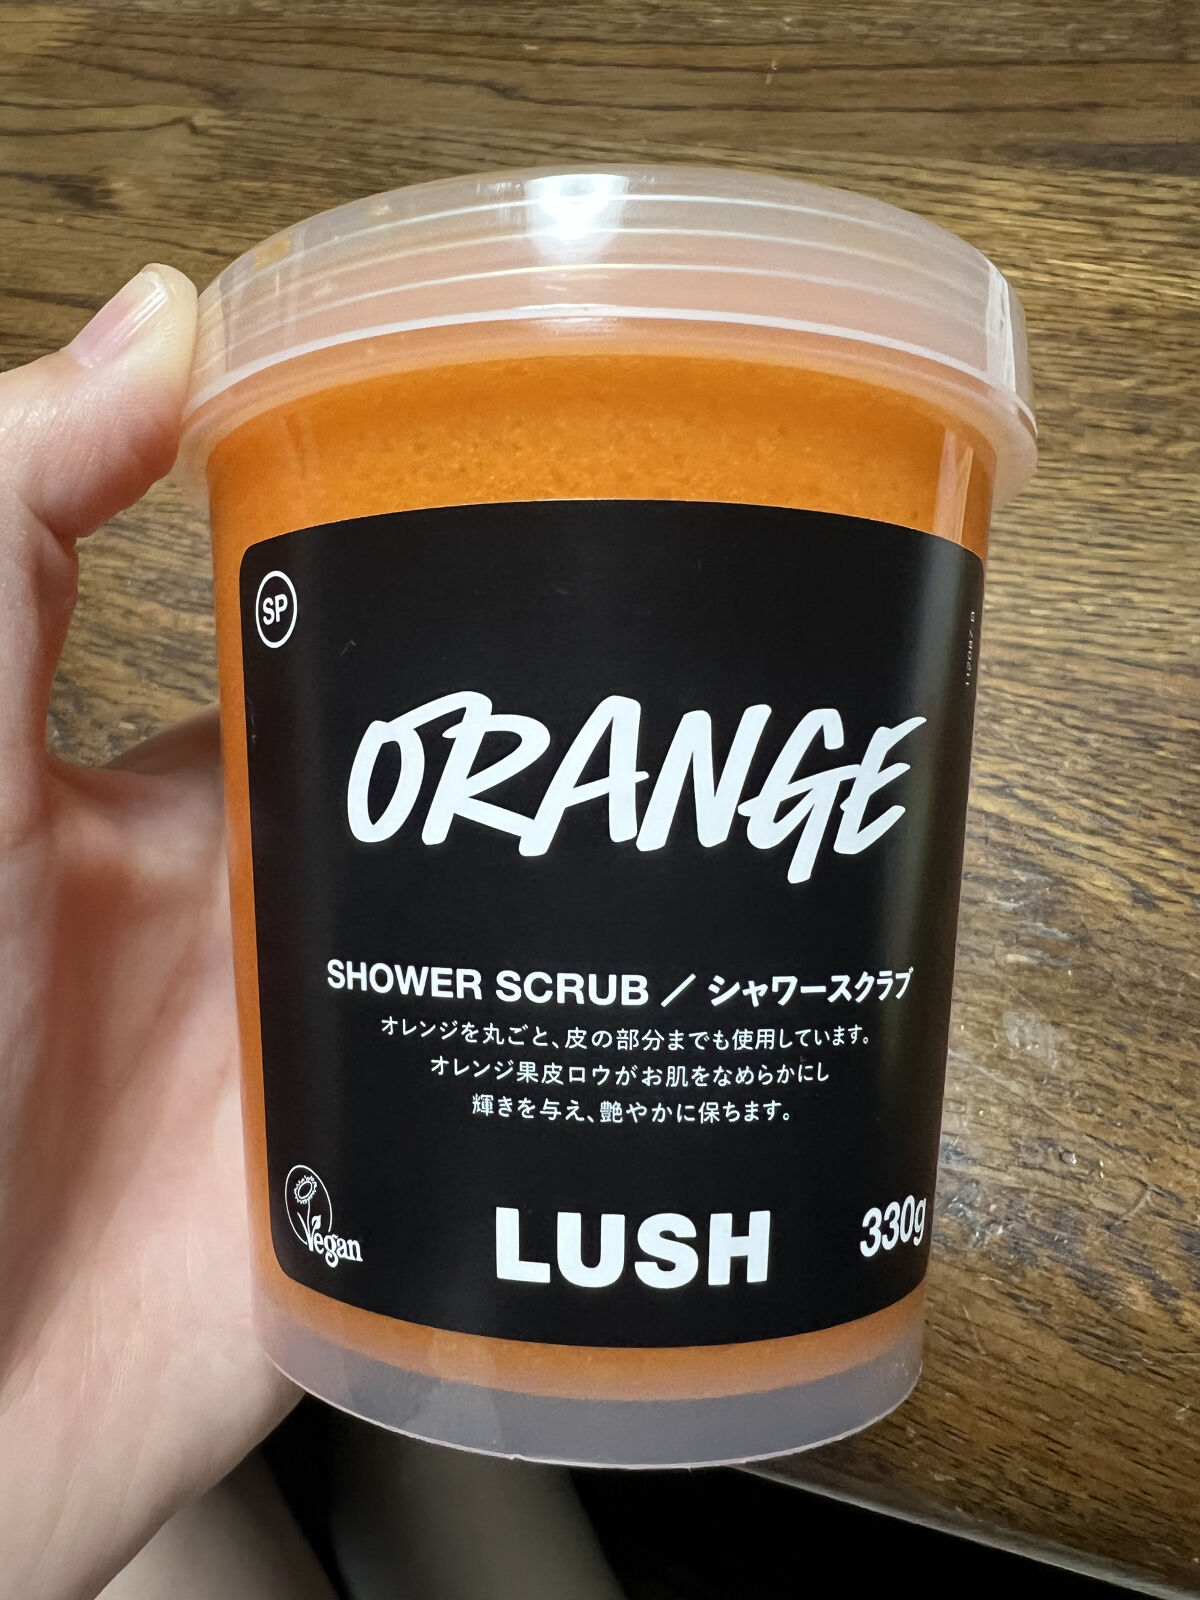 SP
ORANGE
SHOWER SCRUB / シャワースクラブ
オレンジを丸ごと、皮の部分までも使用しています。
オレンジ果皮ロウがお肌をなめらかにし
輝きを与え、艶やかに保ちます。
Vegan
LUSH
330g